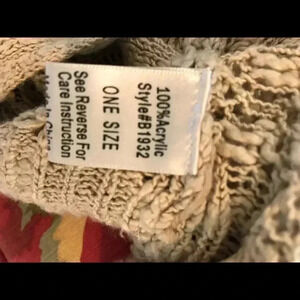 100%Acrylic
Style#B1932
ONE SIZE
See Reverse For
Care Instruction
Made In China